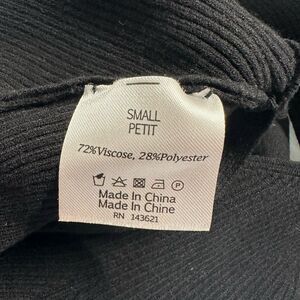 SMALL
PETIT
72%Viscose, 28%Polyester
Made in China
Made in Chine
RN 143621